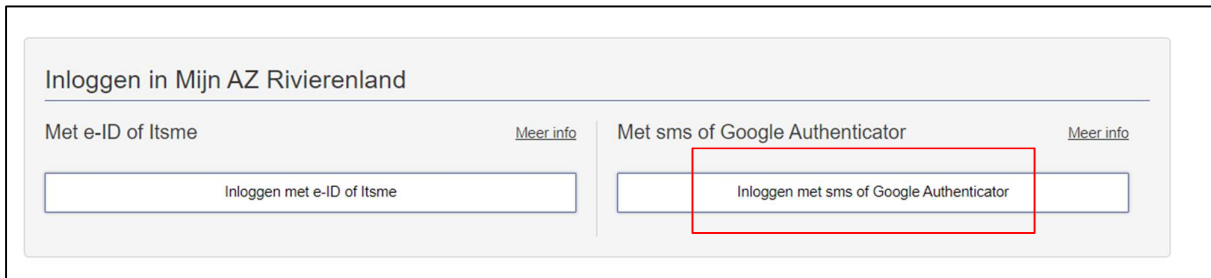 Inloggen in Mijn AZ Rivierenland
Met e-ID of Itsme Meer info
Inloggen met e-ID of Itsme
Met sms of Google Authenticator Meer info
Inloggen met sms of Google Authenticator